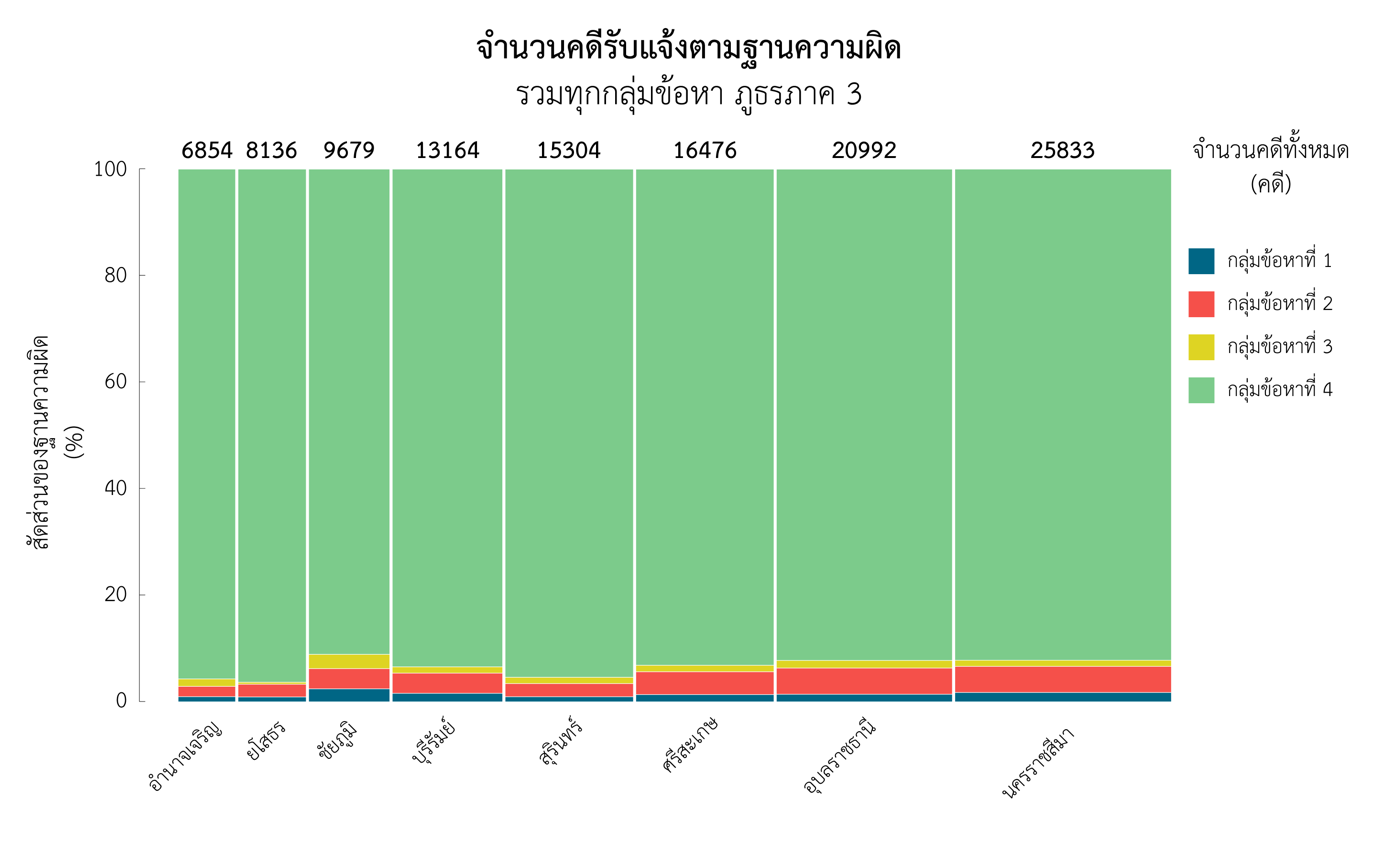 จำนวนคดีรับแจ้งตามฐานความผิด
รวมทุกกลุ่มข้อหา ภูธรภาค 3
6854 8136 9679 13164 15304 16476 20992 25833
จำนวนคดีทั้งหมด
(คดี)
100
80
60
40
20
0
สัดส่วนของฐานความผิด
(%)
กลุ่มข้อหาที่ 1
กลุ่มข้อหาที่ 2
กลุ่มข้อหาที่ 3
กลุ่มข้อหาที่ 4
อำนาจเจริญ
ยโสธร
ชัยภูมิ
บุรีรัมย์
สุรินทร์
ศรีสะเกษ
อุบลราชธานี
นครราชสีมา